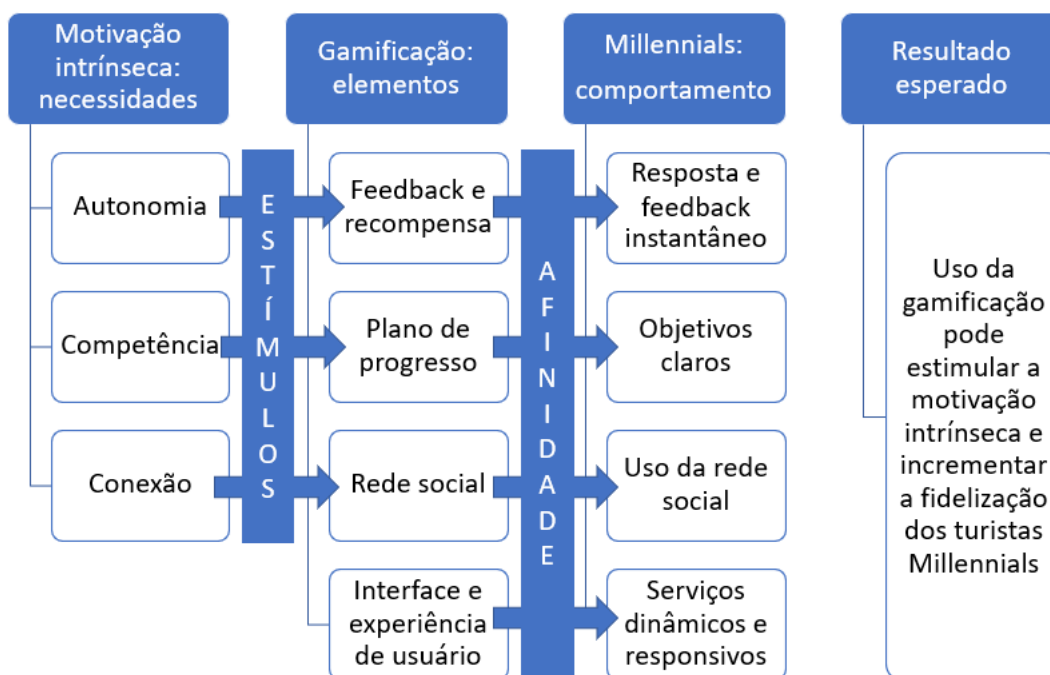 Motivação
intrínseca:
necessidades
Autonomia
Competência
Conexão
ESTÍMULOS
Gamificação:
elementos
Feedback e
recompensa
Plano de
progresso
Rede social
Interface e
experiência
de usuário
AFINIDADE
Millennials:
comportamento
Resposta e
feedback
instantâneo
Objetivos
claros
Uso da rede
social
Serviços
dinâmicos e
responsivos
Resultado
esperado
Uso da
gamificação
pode
estimular a
motivação
intrínseca e
incrementar
a fidelização
dos turistas
Millennials